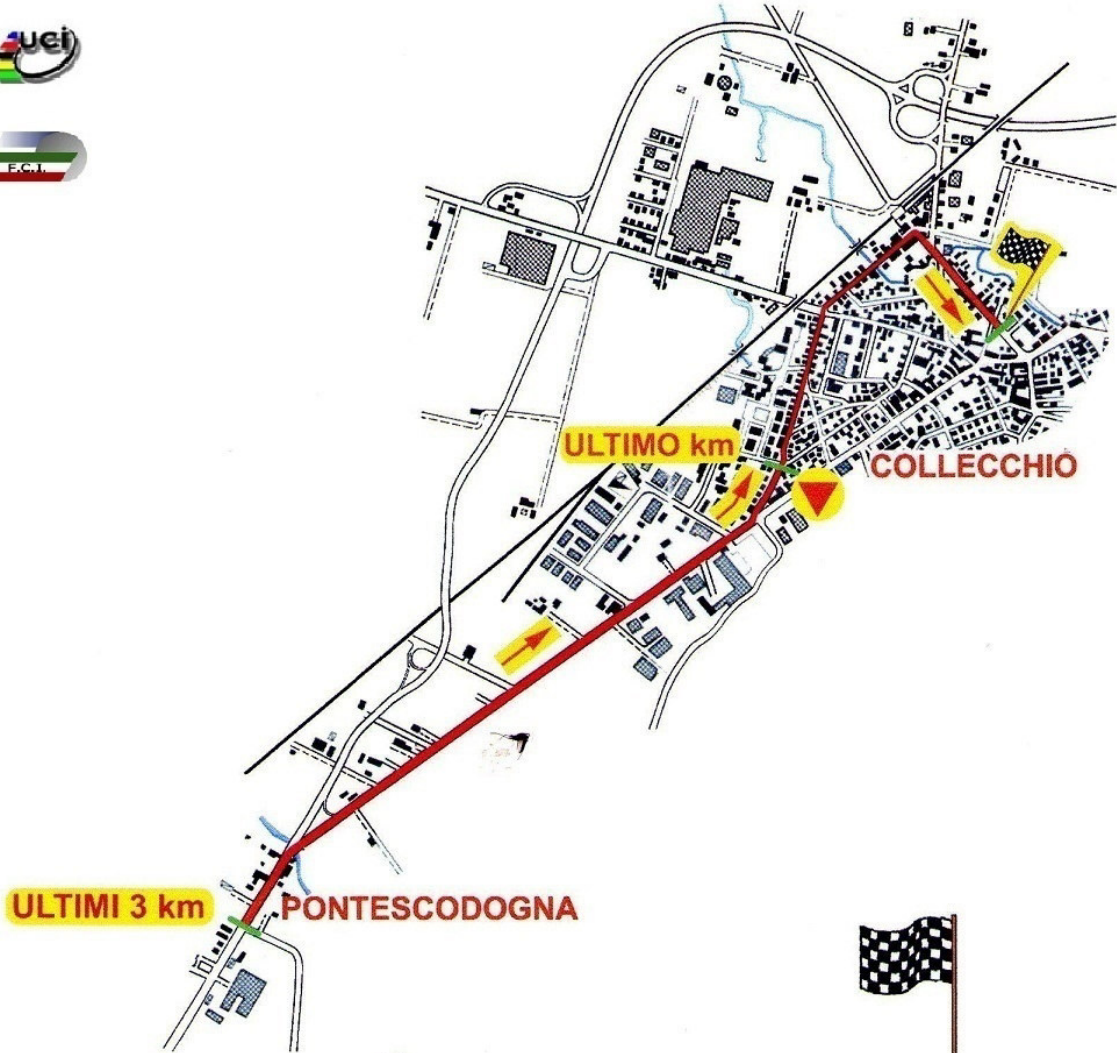 uci
F.C.I.
ULTIMO km
COLLECCHIO
ULTIMI 3 km
PONTESCODOGNA